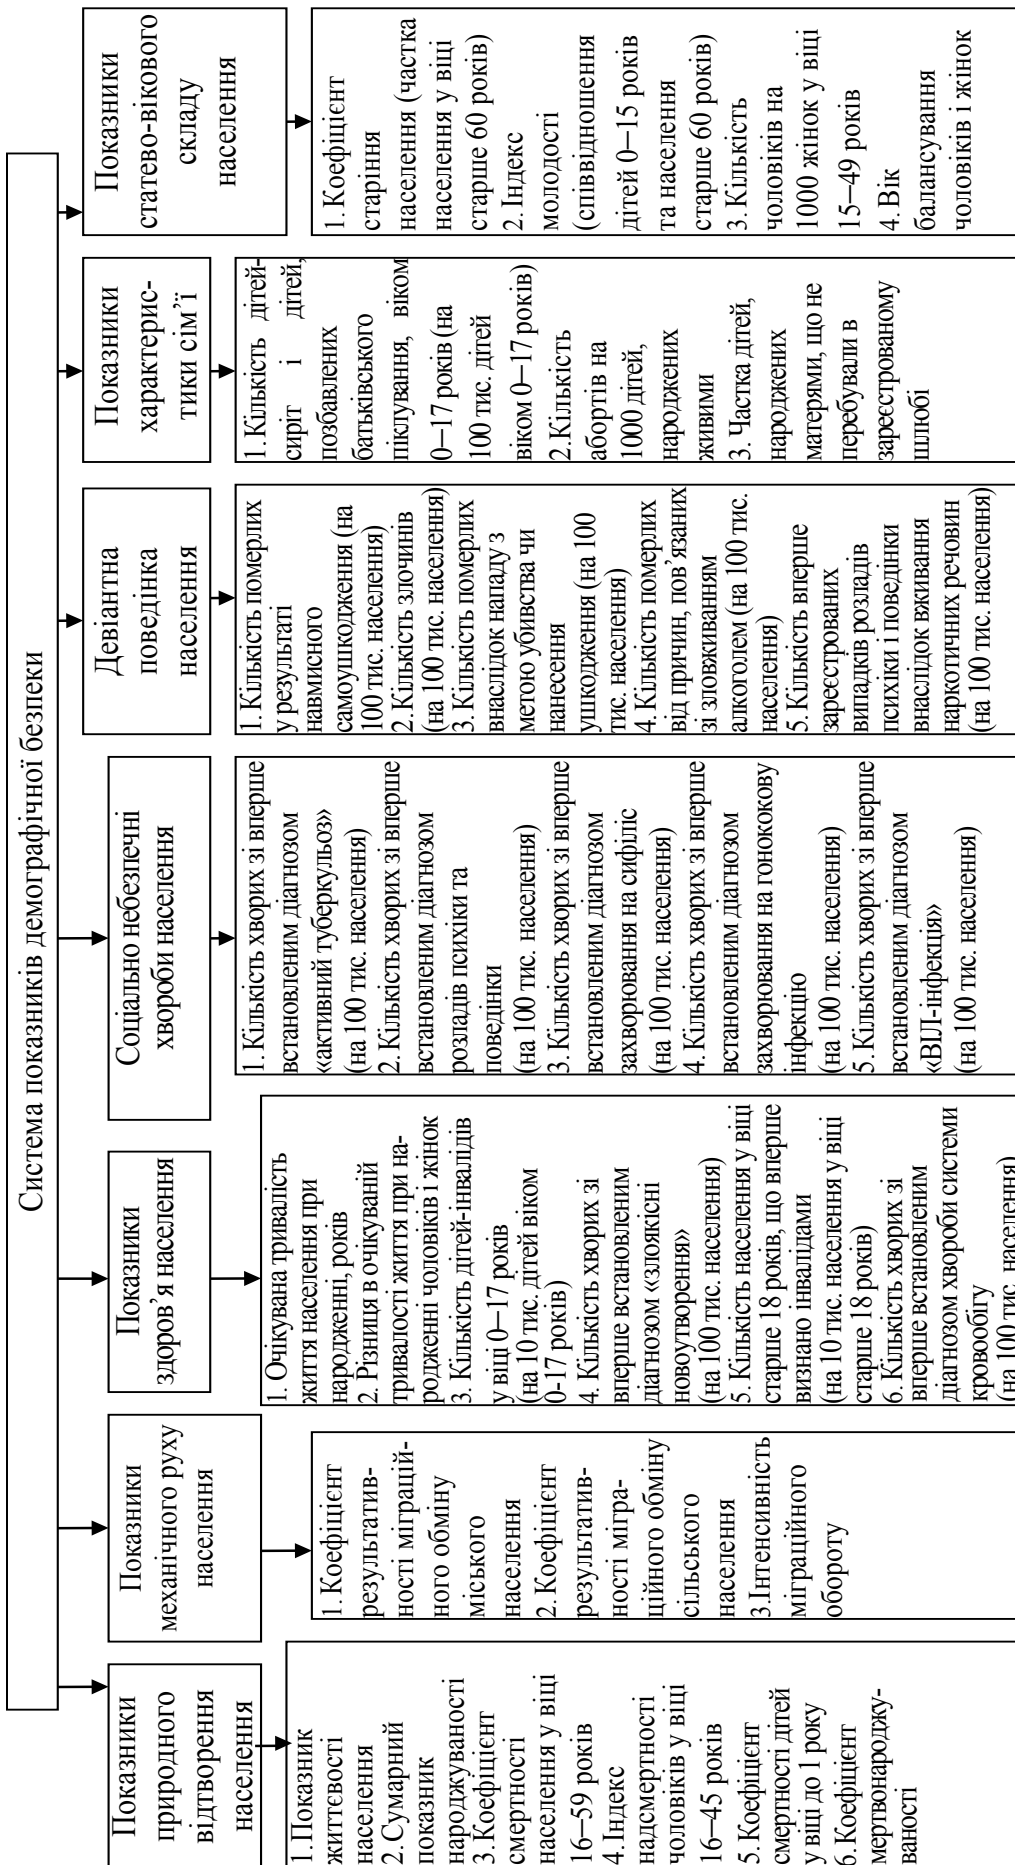 Система показників демографічної безпеки
Показники
природного
відтворення
населення
1.Показник
життєвості
населення
2.Сумарний
показник
народжуваності
3.Коефіцієнт
смертності
населення у віці
16–59 років
4.Індекс
надсмертності
чоловіків у віці
16–45 років
5.Коефіцієнт
смертності дітей
у віці до 1 року
6.Коефіцієнт
мертвонароджу-
ваності
Показники
механічного руху
населення
1.Коефіцієнт
результатив-
ності міграцій-
ного обміну
міського
населення
2.Коефіцієнт
результатив-
ності мігра-
ційного обміну
сільського
населення
3.Інтенсивність
міграційного
обороту
Показники
здоров’я населення
1. Очікувана тривалість
життя населення при
народженні, років
2. Різниця в очікуваній
тривалості життя при на-
родженні чоловіків і жінок
3. Кількість дітей-інвалідів
у віці 0–17 років
(на 10 тис. дітей віком
0-17 років)
4. Кількість хворих зі
вперше встановленим
діагнозом «злоякісні
новоутворення»
(на 100 тис. населення)
5. Кількість населення у віці
старше 18 років, що вперше
визнано інвалідами
(на 10 тис. населення у віці
старше 18 років)
6. Кількість хворих зі
вперше встановленим
діагнозом хвороби системи
кровообігу
(на 100 тис. населення)
Соціально небезпечні
хвороби населення
1. Кількість хворих зі вперше
встановленим діагнозом
«активний туберкульоз»
(на 100 тис. населення)
2. Кількість хворих зі вперше
встановленим діагнозом
розладів психіки та
поведінки
(на 100 тис. населення)
3. Кількість хворих зі вперше
встановленим діагнозом
захворювання на сифіліс
(на 100 тис. населення)
4. Кількість хворих зі вперше
встановленим діагнозом
захворювання на гонококову
інфекцію
(на 100 тис. населення)
5. Кількість хворих зі вперше
встановленим діагнозом
«ВІЛ-інфекція»
(на 100 тис. населення)
Девіантна
поведінка
населення
1. Кількість померлих
у результаті
навмисного
самоушкодження (на
100 тис. населення)
2. Кількість злочинів
(на 100 тис. населення)
3. Кількість померлих
внаслідок нападу з
метою убивства чи
нанесення
ушкодження (на 100
тис. населення)
4. Кількість померлих
від причин, пов’язаних
зі зловживанням
алкоголем (на 100 тис.
населення)
5. Кількість вперше
зареєстрованих
випадків розладів
психіки і поведінки
внаслідок вживання
наркотичних речовин
(на 100 тис. населення)
Показники
характерис-
тики сім’ї
1. Кількість дітей-
сиріт і дітей,
позбавлених
батьківського
піклування, віком
0–17 років (на
100 тис. дітей
віком 0–17 років)
2.Кількість
абортів на
1000 дітей,
народжених
живими
3. Частка дітей,
народжених
матерями, що не
перебували в
зареєстрованому
шлюбі
Показники
статево-вікового
складу
населення
1. Коефіцієнт
старіння
населення (частка
населення у віці
старше 60 років)
2. Індекс
молодості
(співвідношення
дітей 0–15 років
та населення
старше 60 років)
3. Кількість
чоловіків на
1000 жінок у віці
15–49 років
4. Вік
балансування
чоловіків і жінок